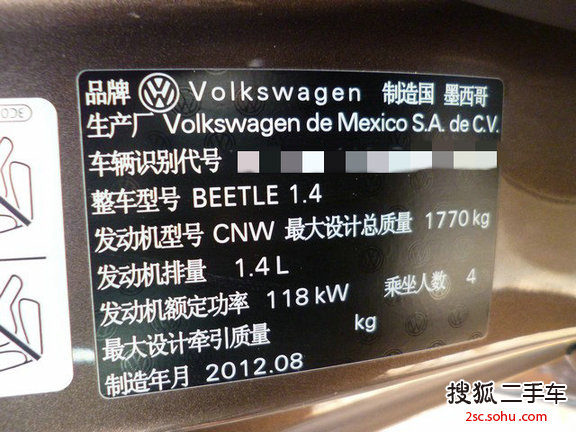 品牌 Volkswagen 制造国 墨西哥
生产厂 Volkswagen de Mexico S.A. de C.V.
车辆识别代号
整车型号 BEETLE 1.4
发动机型号 CNW 最大设计总质量 1770 kg
发动机排量 1.4 L
发动机额定功率 118 kW 乘坐人数 4
最大设计牵引质量 kg
制造年月 2012.08
搜狐二手车
2sc.sohu.com